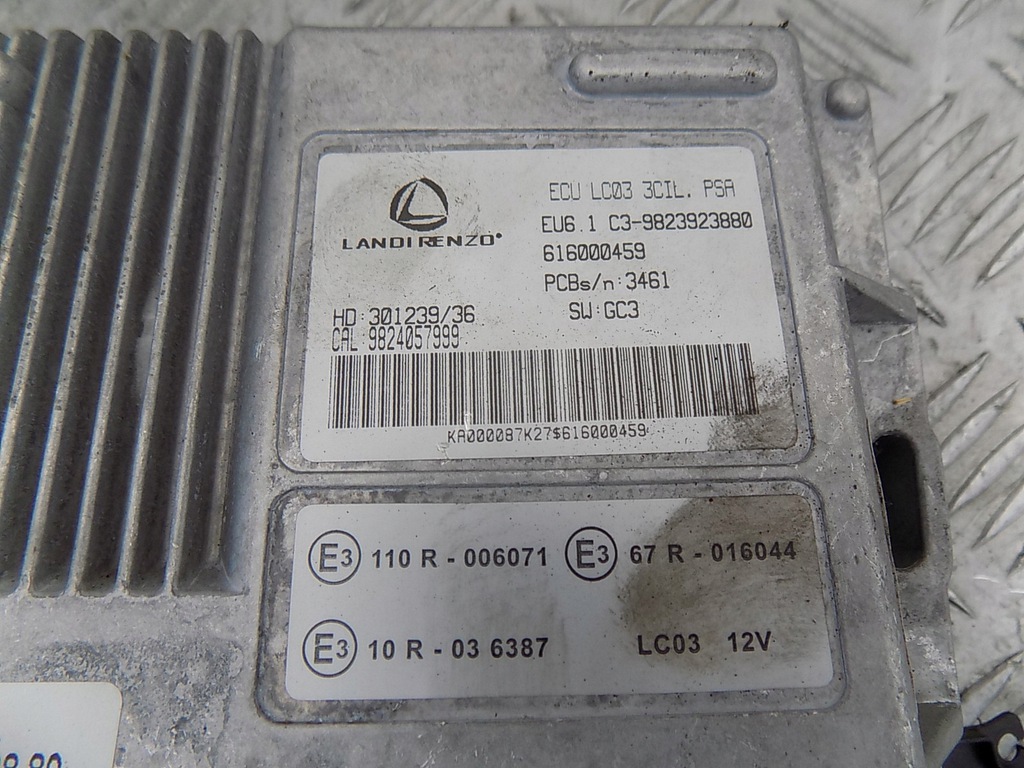 LANDIRENZO®
ECU LC03 3CIL. PSA
EU6.1 C3-9823923880
616000459
PCBs/n:3461
SW:GC3
HD:301239/36
CAL:9824057999
KA000087K27$616000459
E3 110 R - 006071 E3 67 R - 016044
E3 10 R - 03 6387 LC03 12V